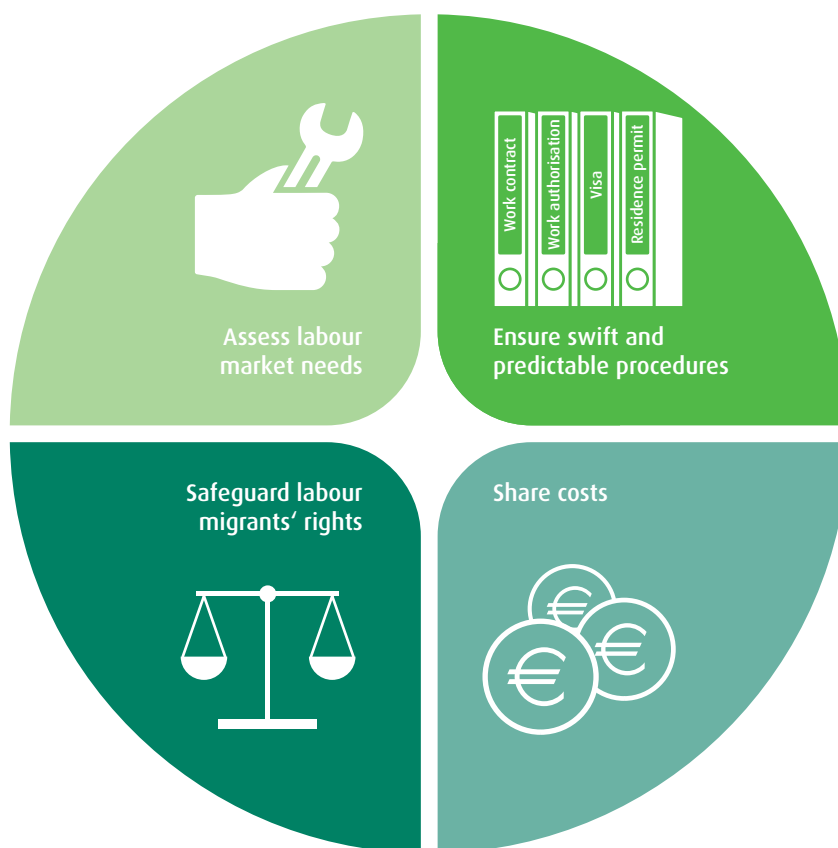 Work contract
Work authorisation
Visa
Residence permit
Assess labour
market needs
Ensure swift and
predictable procedures
Safeguard labour
migrants‘ rights
Share costs
€
€
€